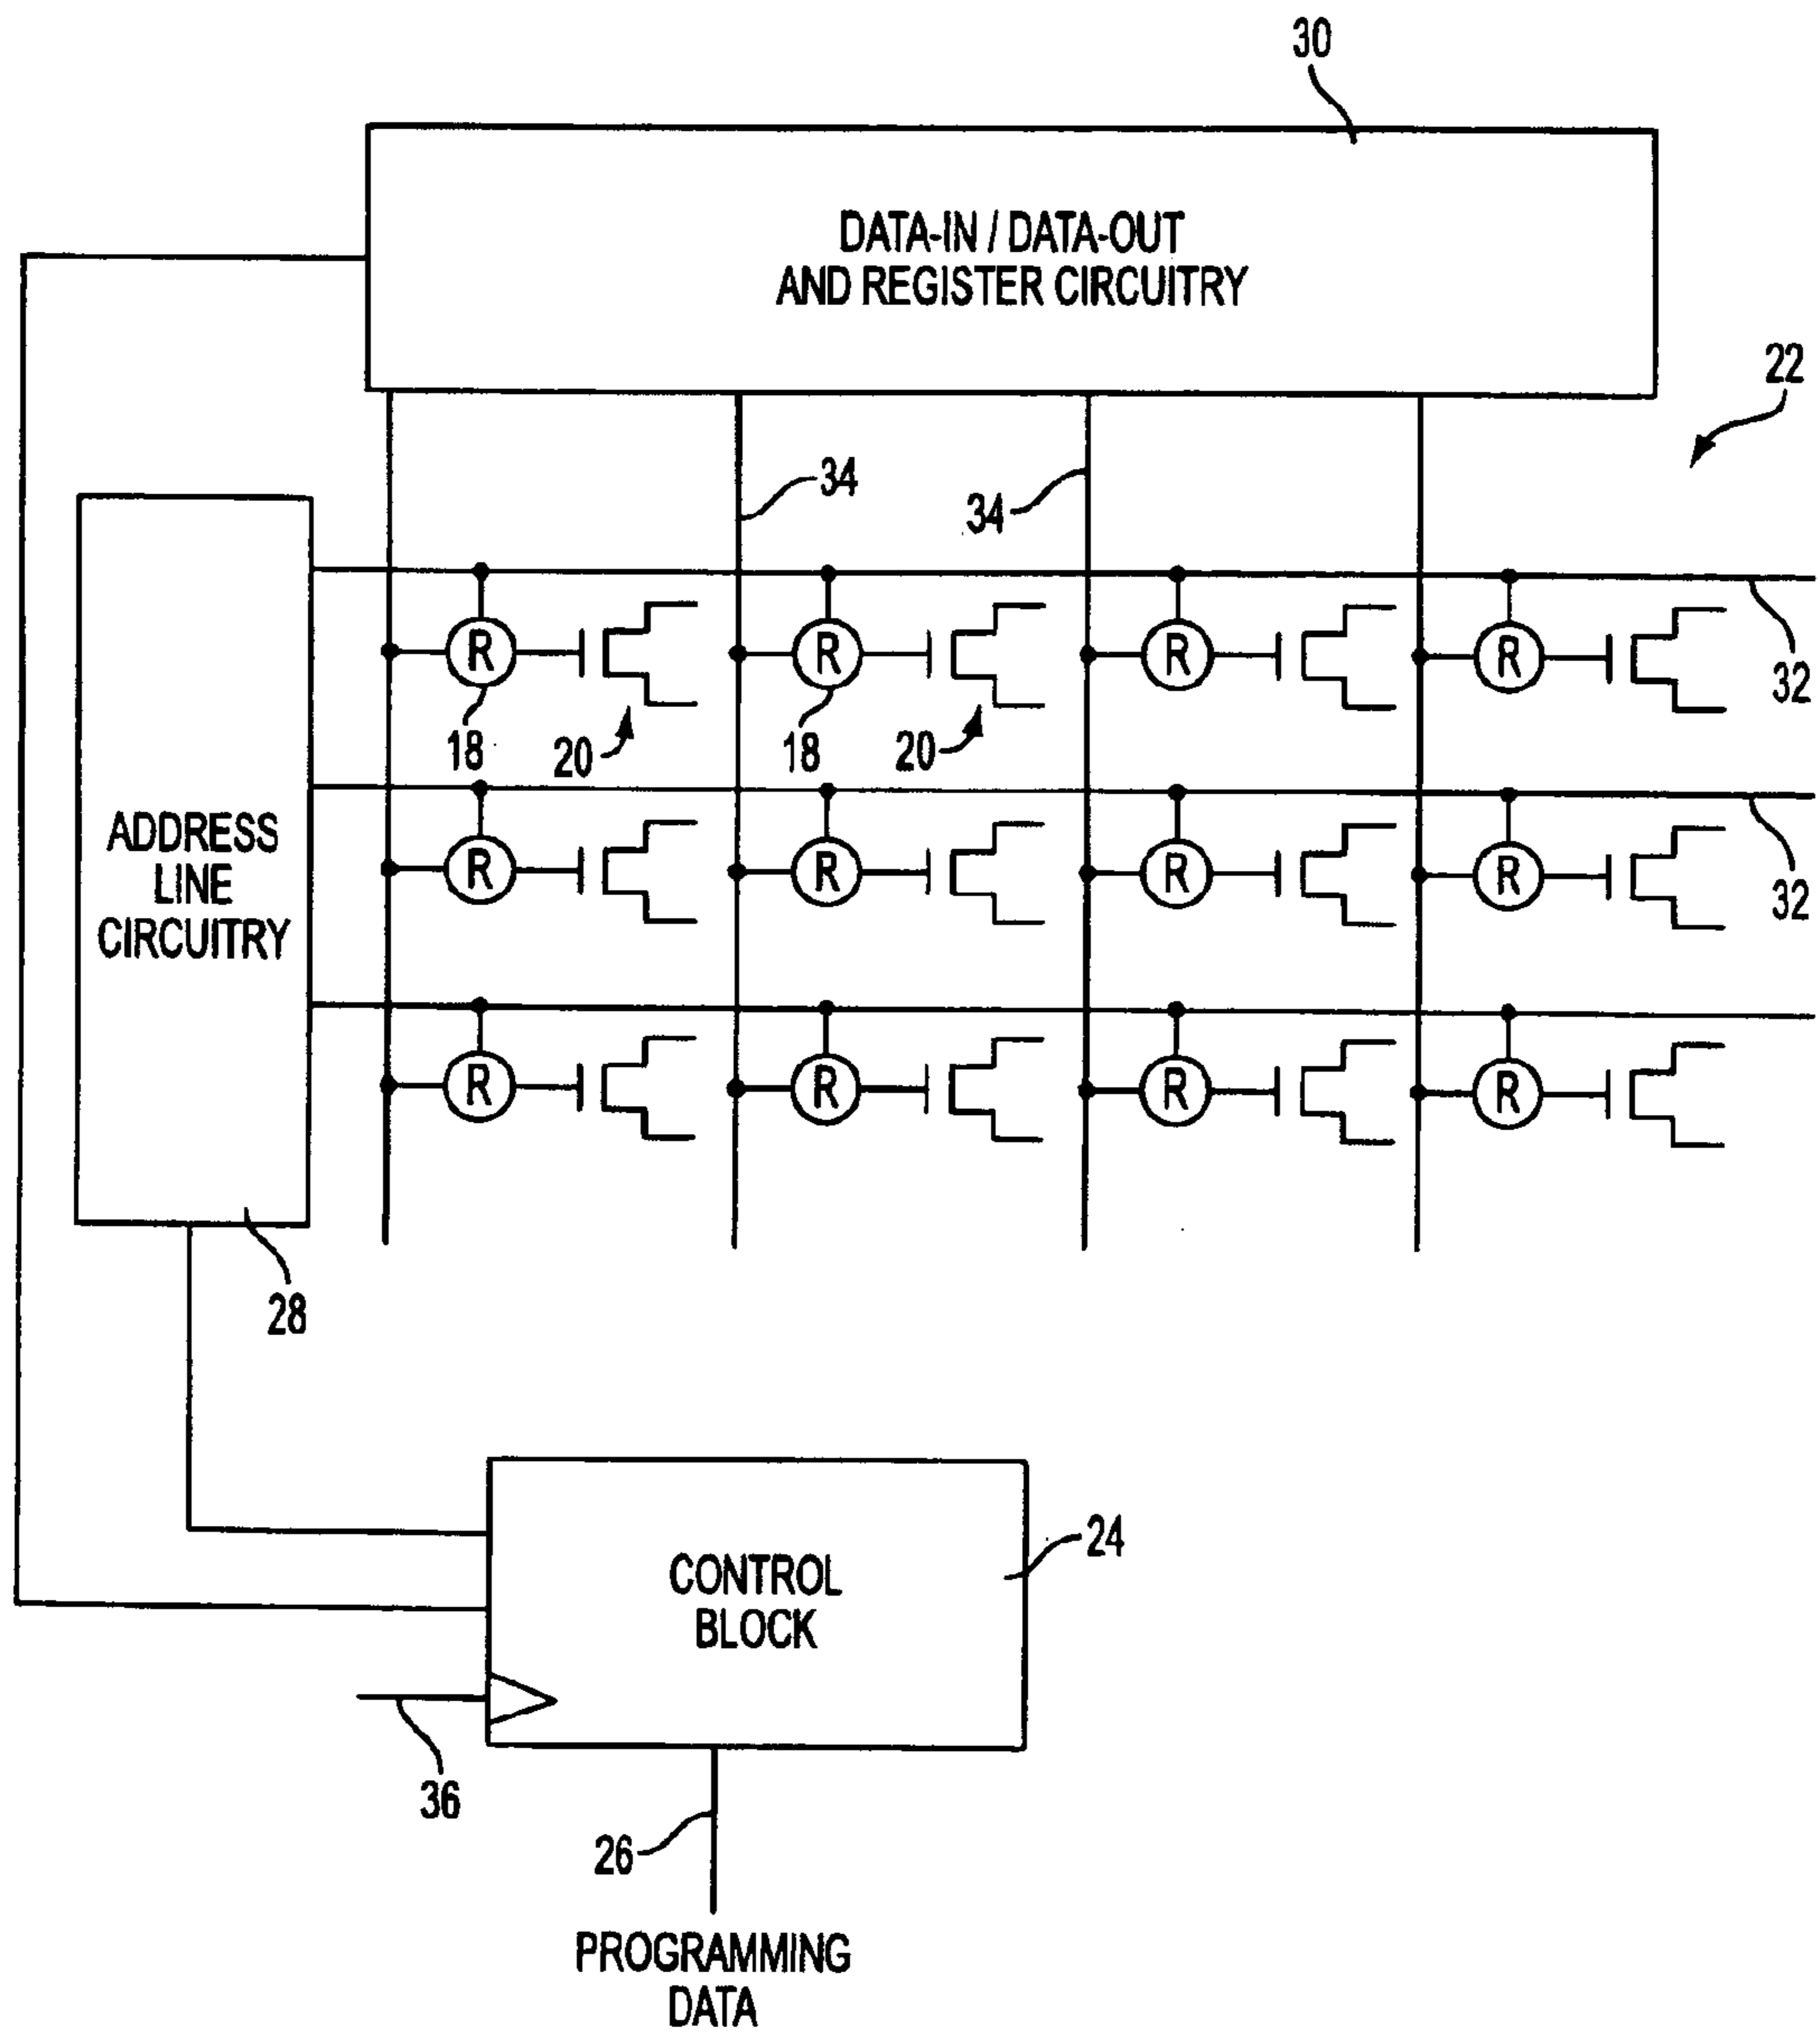 30
DATA-IN / DATA-OUT
AND REGISTER CIRCUITRY
22
34
34
R
R
R
R
32
18
20
18
20
ADDRESS
LINE
CIRCUITRY
R
R
R
R
32
R
R
R
R
28
CONTROL
BLOCK
24
36
26
PROGRAMMING
DATA